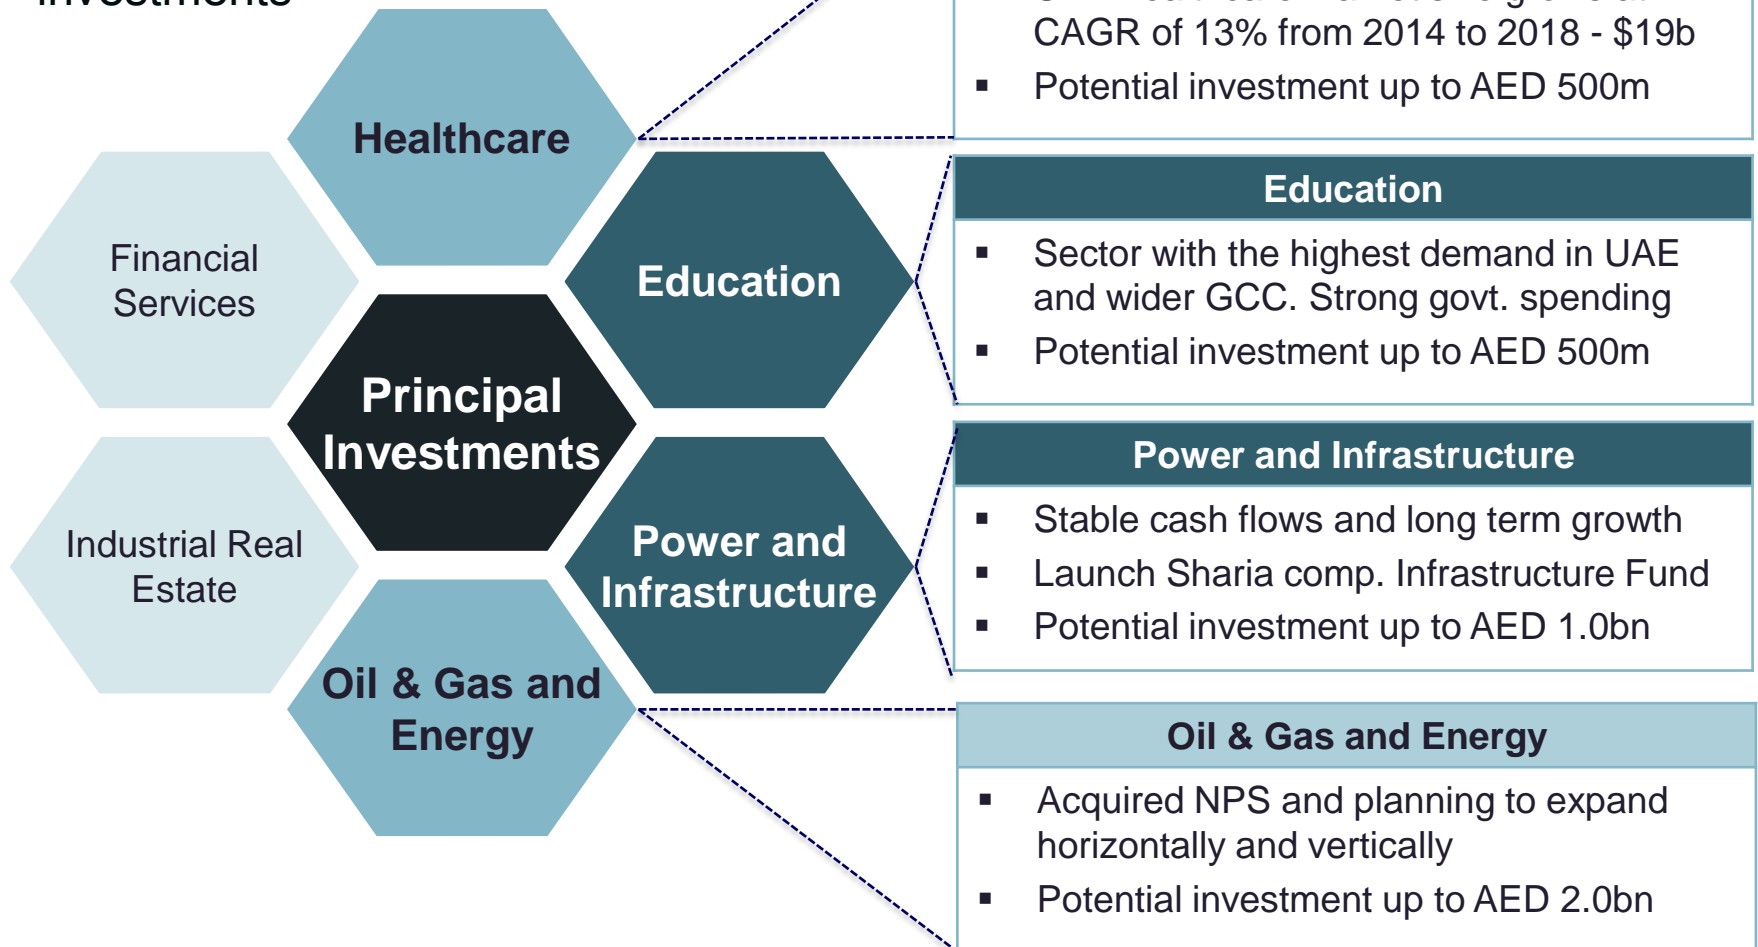 investments
CAGR of 13% from 2014 to 2018 - $19b
▪ Potential investment up to AED 500m
Healthcare
Financial
Services
Education
Principal
Investments
Industrial Real
Estate
Power and
Infrastructure
Oil & Gas and
Energy
Education
▪ Sector with the highest demand in UAE
and wider GCC. Strong govt. spending
▪ Potential investment up to AED 500m
Power and Infrastructure
▪ Stable cash flows and long term growth
▪ Launch Sharia comp. Infrastructure Fund
▪ Potential investment up to AED 1.0bn
Oil & Gas and Energy
▪ Acquired NPS and planning to expand
horizontally and vertically
▪ Potential investment up to AED 2.0bn